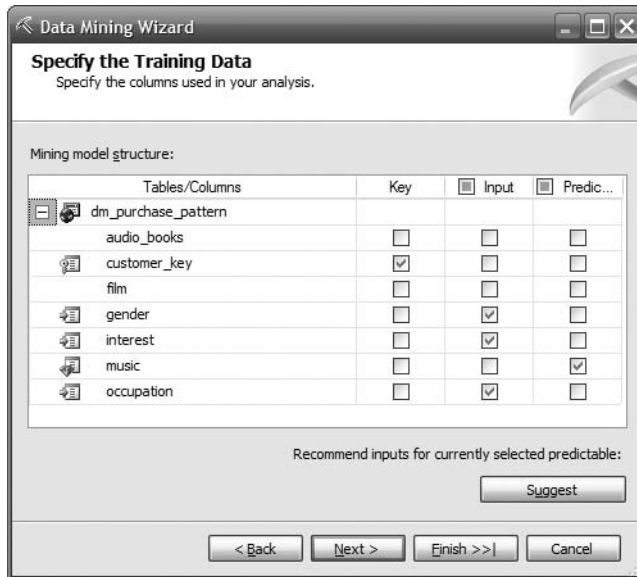 Data Mining Wizard
Specify the Training Data
Specify the columns used in your analysis.
Mining model structure:
Tables/Columns Key Input Predic...
dm_purchase_pattern
audio_books
customer_key
film
gender
interest
music
occupation
Recommend inputs for currently selected predictable:
Suggest
< Back Next > Finish >>| Cancel